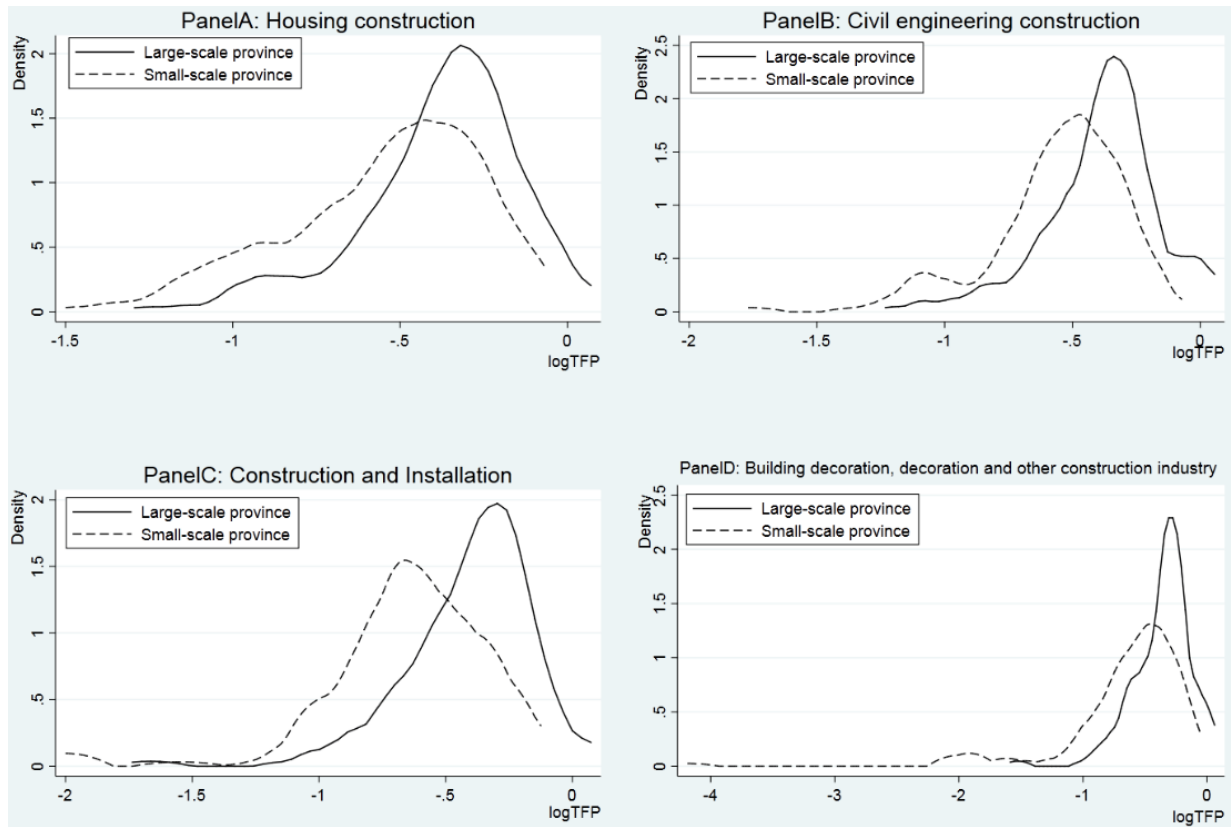 PanelA: Housing construction
Density
Large-scale province
Small-scale province
2
1.5
1
.5
0
-1.5
-1
-.5
0
logTFP
PanelB: Civil engineering construction
Density
Large-scale province
Small-scale province
2.5
2
1.5
1
.5
0
-2
-1.5
-1
-.5
0
logTFP
PanelC: Construction and Installation
Density
Large-scale province
Small-scale province
2
1.5
1
.5
0
-2
-1.5
-1
-.5
0
logTFP
PanelD: Building decoration, decoration and other construction industry
Density
Large-scale province
Small-scale province
2.5
2
1.5
1
.5
0
-4
-3
-2
-1
0
logTFP